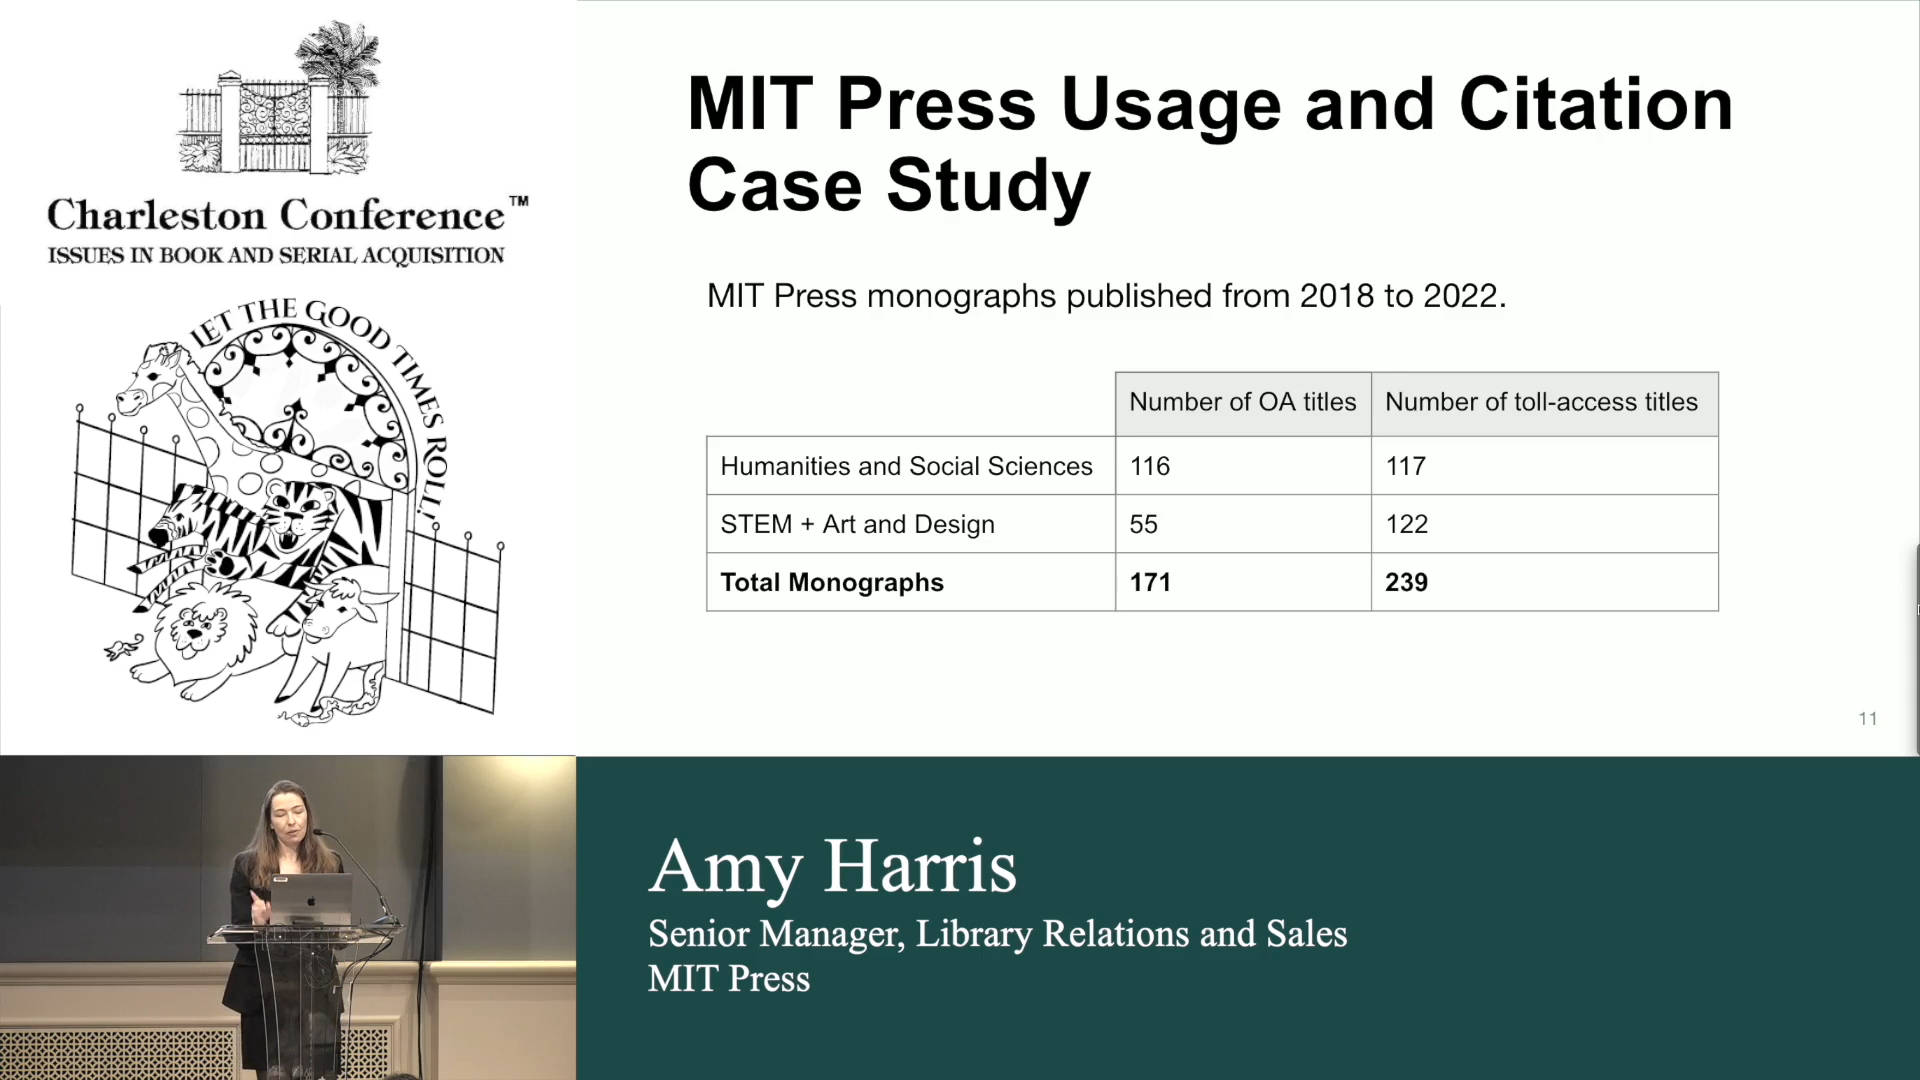 Charleston Conference™
ISSUES IN BOOK AND SERIAL ACQUISITION
LET THE GOOD TIMES ROLL!
MIT Press Usage and Citation
Case Study
MIT Press monographs published from 2018 to 2022.
Number of OA titles Number of toll-access titles
Humanities and Social Sciences 116 117
STEM + Art and Design 55 122
Total Monographs 171 239
11
Amy Harris
Senior Manager, Library Relations and Sales
MIT Press